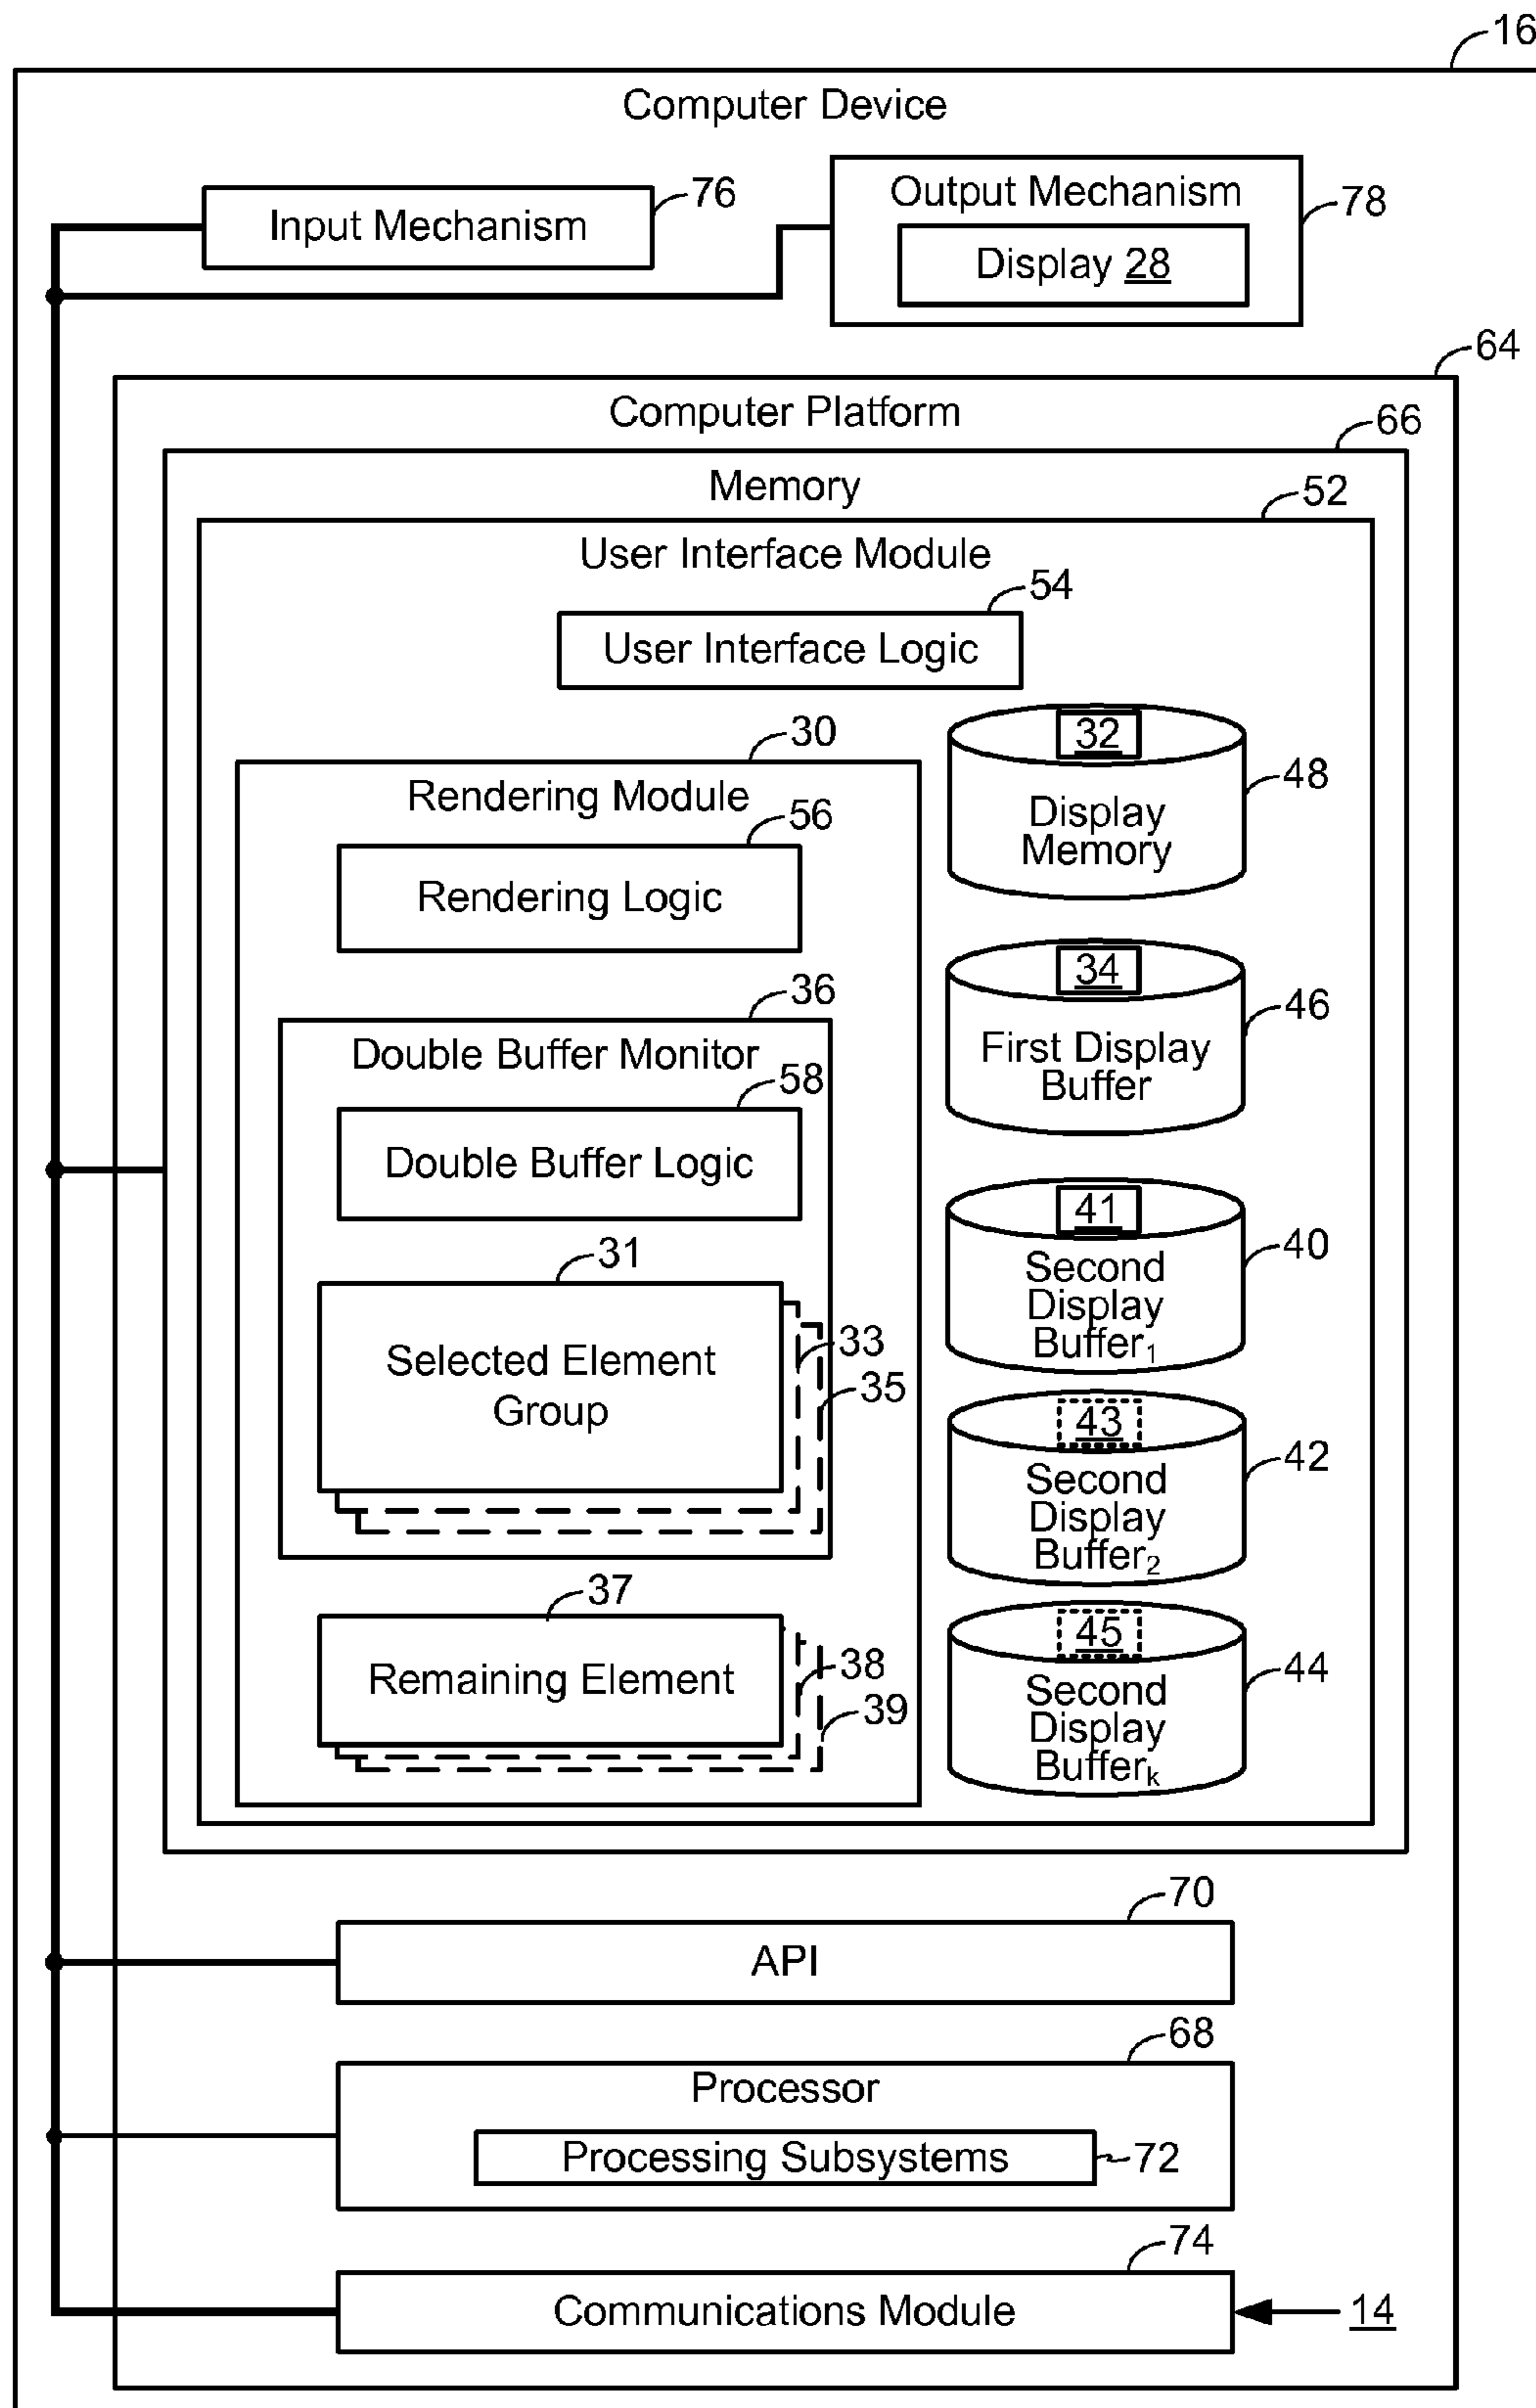 16
Computer Device
Input Mechanism
76
Output Mechanism
78
Display 28
64
Computer Platform
66
Memory
52
User Interface Module
54
User Interface Logic
30
Rendering Module
56
Rendering Logic
36
Double Buffer Monitor
58
Double Buffer Logic
31
Selected Element
Group
33
35
37
Remaining Element
38
39
32
48
Display
Memory
34
46
First Display
Buffer
41
40
Second
Display
Buffer1
43
42
Second
Display
Buffer2
45
44
Second
Display
Bufferk
70
API
68
Processor
Processing Subsystems
72
74
Communications Module
14